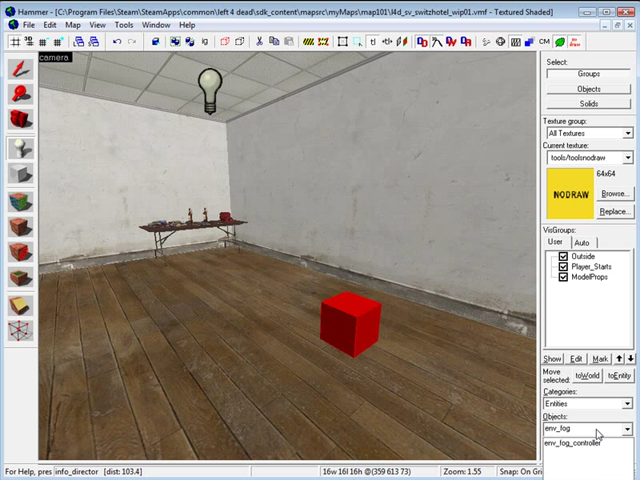 Hammer - [C:\Program Files\Steam\SteamApps\common\left 4 dead\sdk_content\mapsrc\myMaps\map101\l4d_sv_switzhotel_wip01.vmf - Textured Shaded]
File Edit Map View Tools Window Help
camera
Select:
Groups
Objects
Solids
Texture group:
All Textures
Current texture:
tools/toolsnodraw
64x64
NODRAW
Browse...
Replace...
VisGroups:
User Auto
Outside
Player_Starts
ModelProps
Show Edit Mark
Move selected:
toWorld toEntity
Categories:
Entities
Objects:
env_fog
env_fog_controller
For Help, pres info_director [dist: 103.4] 16w 16l 16h @(359 613 73) Zoom: 1.55 Snap: On Gri